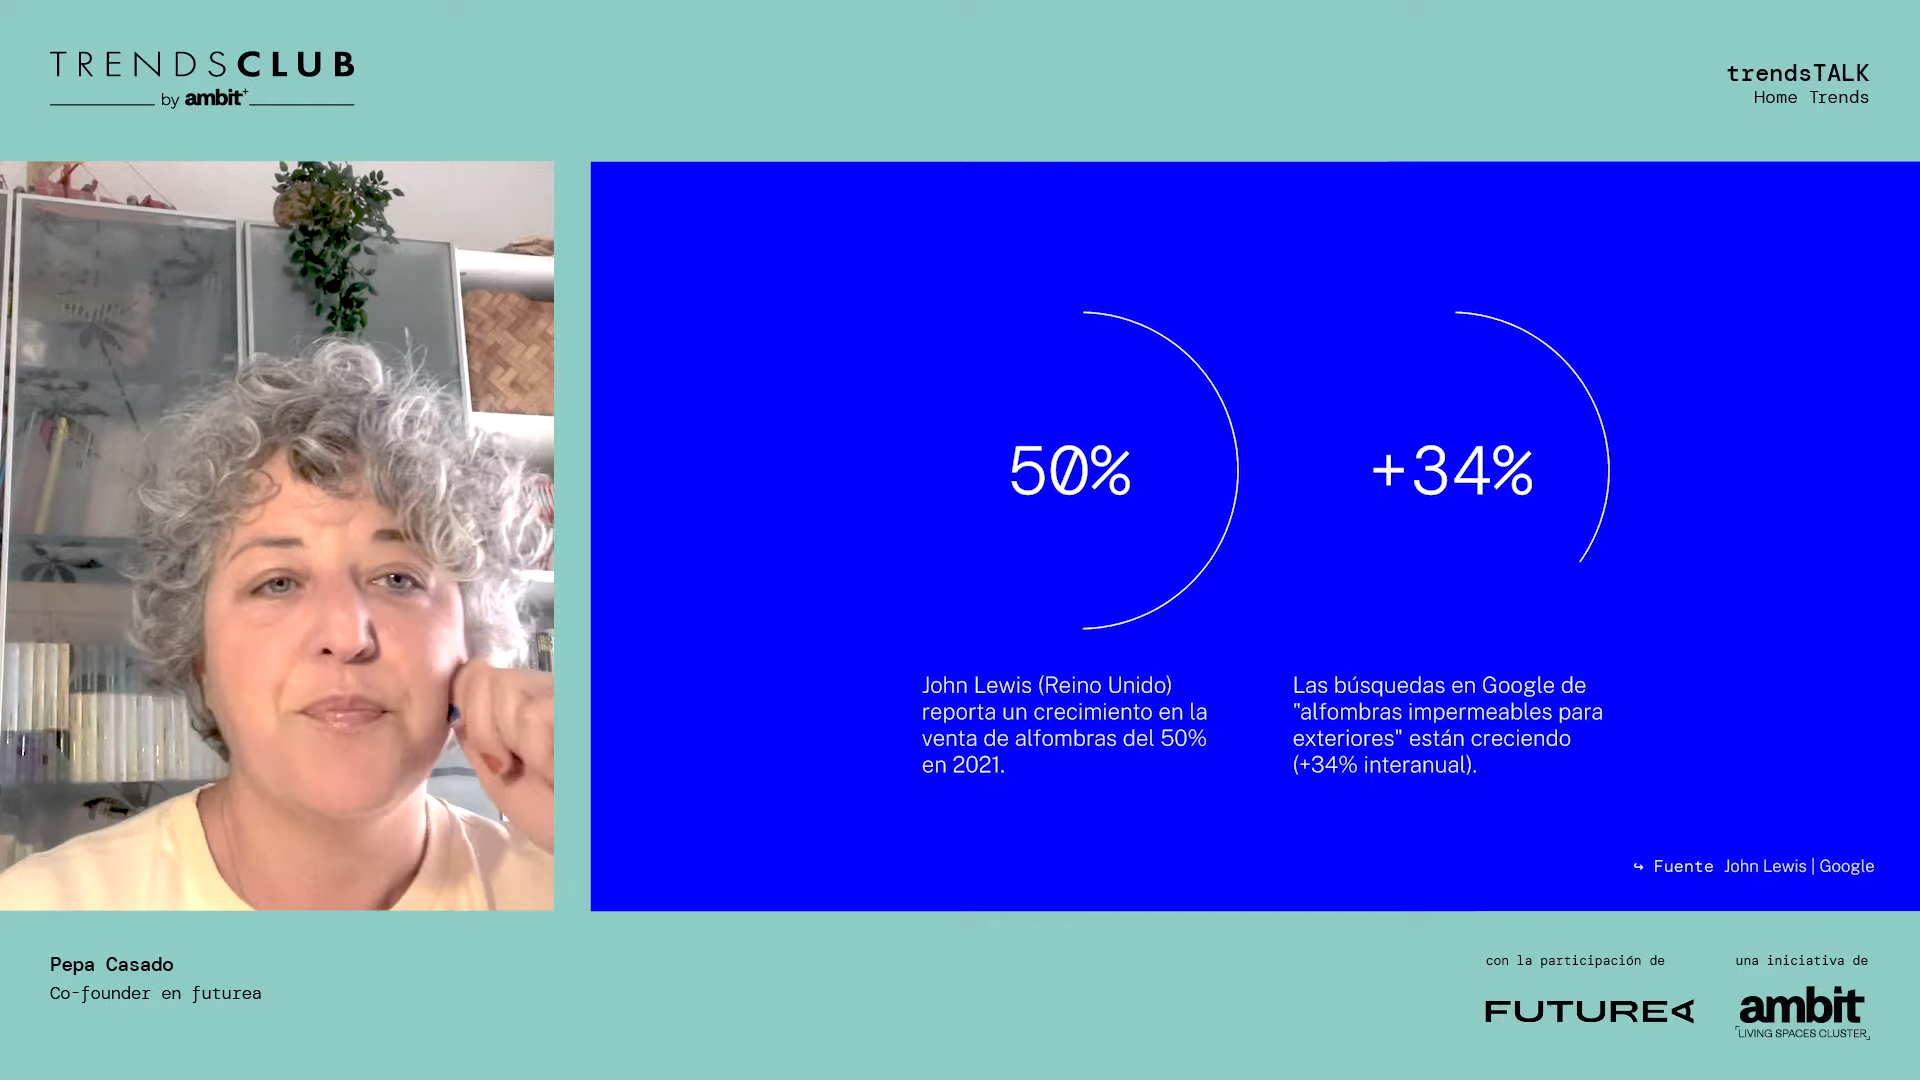 TRENDSCLUB
by ambit+
trendsTALK
Home Trends
50%
John Lewis (Reino Unido)
reporta un crecimiento en la
venta de alfombras del 50%
en 2021.
+34%
Las búsquedas en Google de
"alfombras impermeables para
exteriores" están creciendo
(+34% interanual).
↪ Fuente John Lewis | Google
Pepa Casado
Co-founder en futurea
con la participación de
FUTUREA
una iniciativa de
ambit
LIVING SPACES CLUSTER